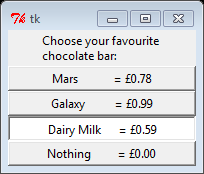 tk
Choose your favourite
chocolate bar:
Mars = £0.78
Galaxy = £0.99
Dairy Milk = £0.59
Nothing = £0.00